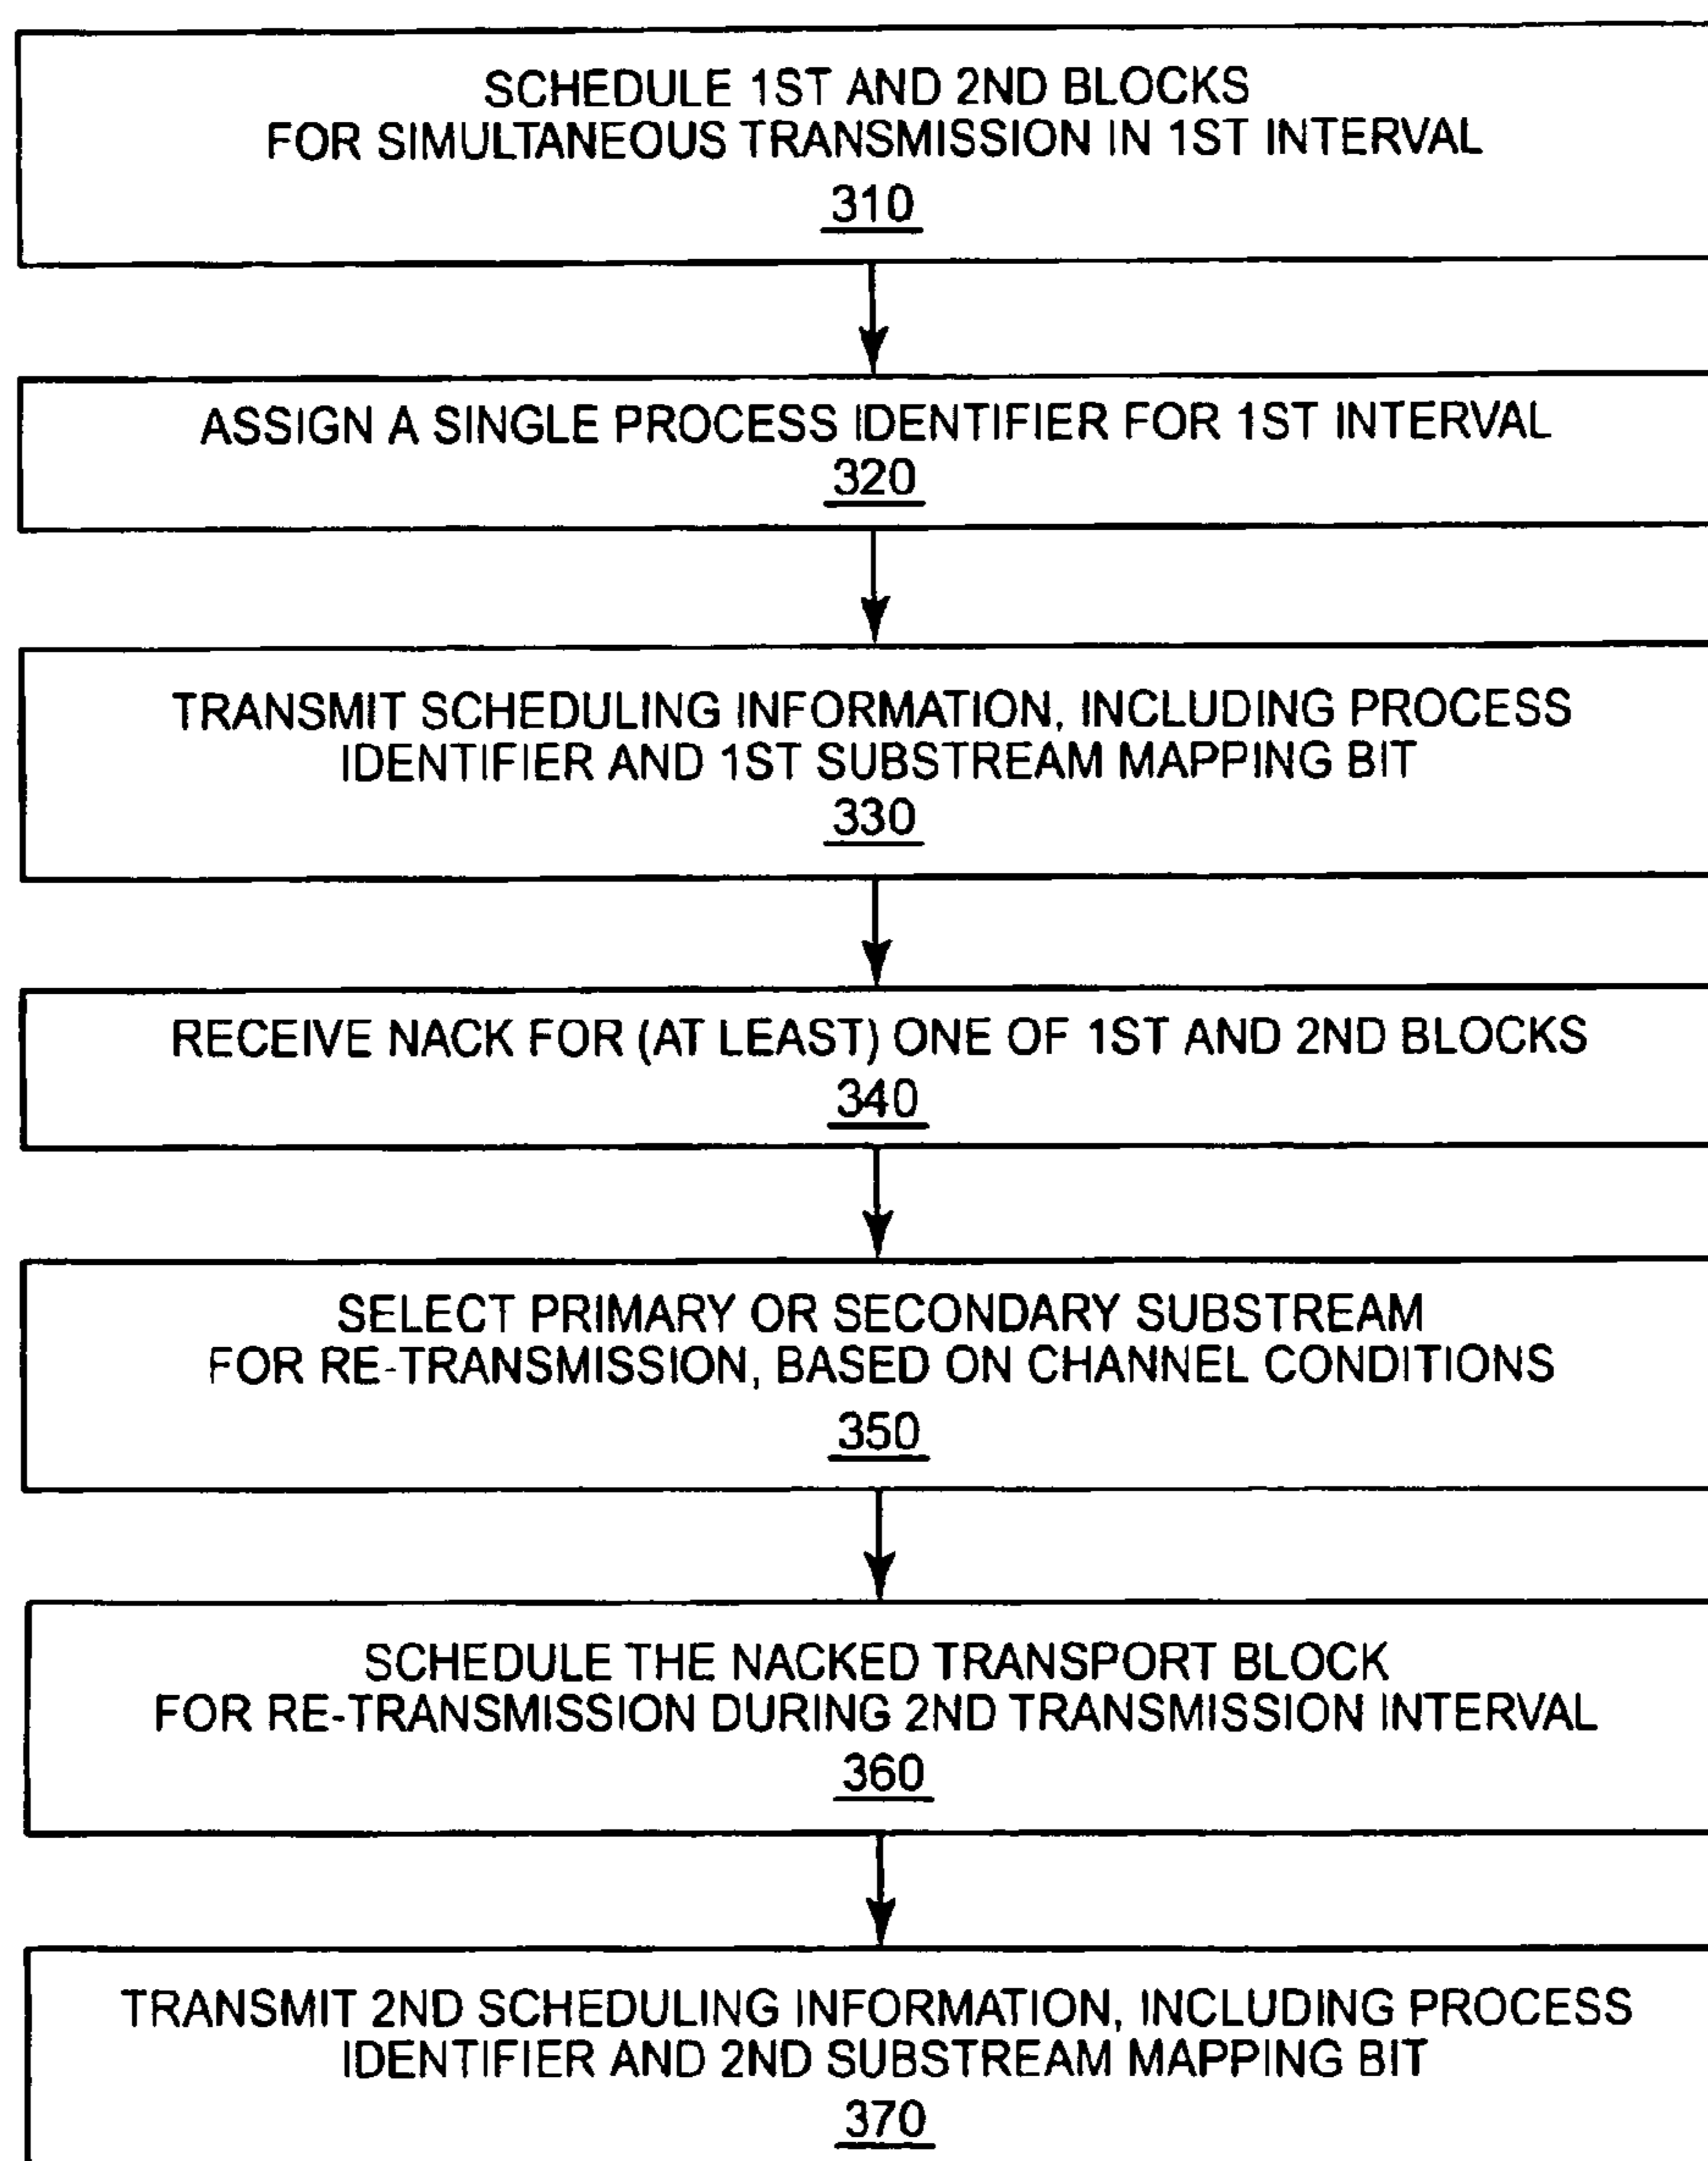 SCHEDULE 1ST AND 2ND BLOCKS
FOR SIMULTANEOUS TRANSMISSION IN 1ST INTERVAL
310
ASSIGN A SINGLE PROCESS IDENTIFIER FOR 1ST INTERVAL
320
TRANSMIT SCHEDULING INFORMATION, INCLUDING PROCESS
IDENTIFIER AND 1ST SUBSTREAM MAPPING BIT
330
RECEIVE NACK FOR (AT LEAST) ONE OF 1ST AND 2ND BLOCKS
340
SELECT PRIMARY OR SECONDARY SUBSTREAM
FOR RE-TRANSMISSION, BASED ON CHANNEL CONDITIONS
350
SCHEDULE THE NACKED TRANSPORT BLOCK
FOR RE-TRANSMISSION DURING 2ND TRANSMISSION INTERVAL
360
TRANSMIT 2ND SCHEDULING INFORMATION, INCLUDING PROCESS
IDENTIFIER AND 2ND SUBSTREAM MAPPING BIT
370